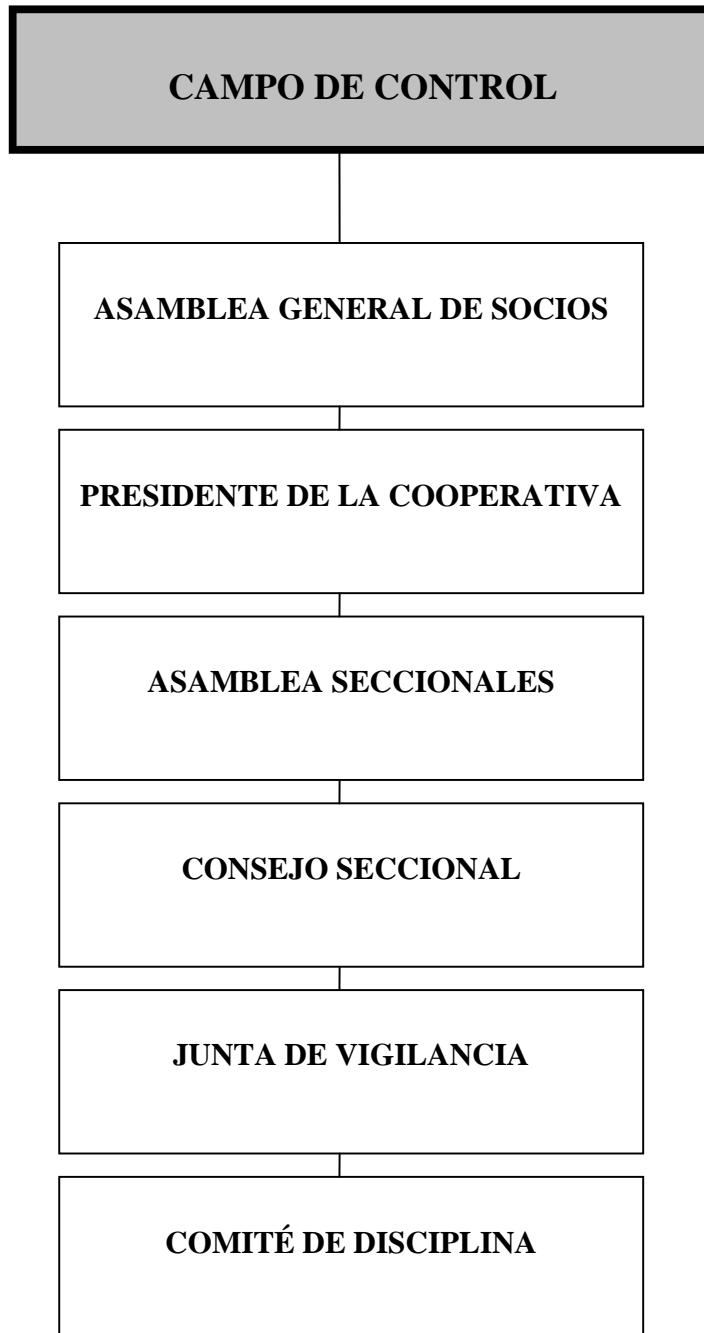 CAMPO DE CONTROL
ASAMBLEA GENERAL DE SOCIOS
PRESIDENTE DE LA COOPERATIVA
ASAMBLEA SECCIONALES
CONSEJO SECCIONAL
JUNTA DE VIGILANCIA
COMITÉ DE DISCIPLINA